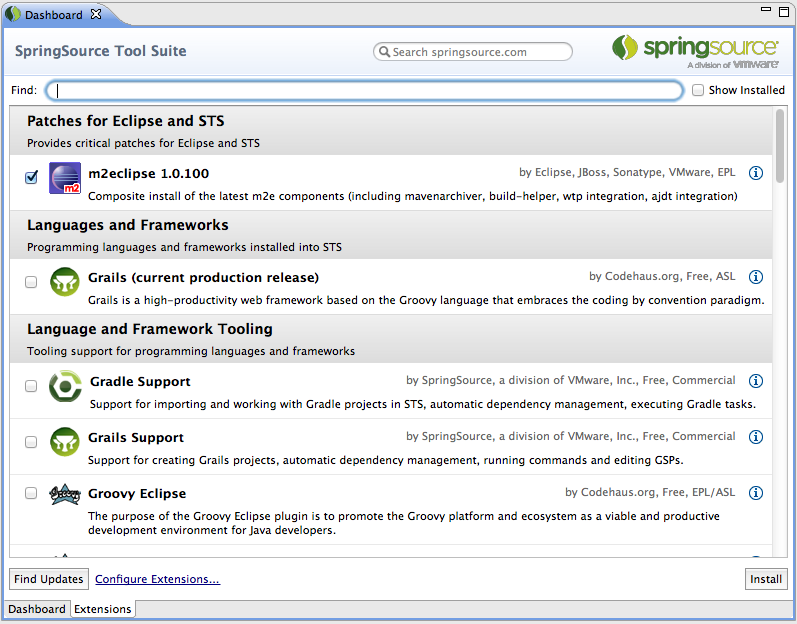 Dashboard
SpringSource Tool Suite
Search springsource.com
springsource
A division of vmware
Find:
Show Installed
Patches for Eclipse and STS
Provides critical patches for Eclipse and STS
m2
m2eclipse 1.0.100
by Eclipse, JBoss, Sonatype, VMware, EPL
Composite install of the latest m2e components (including mavenarchiver, build-helper, wtp integration, ajdt integration)
Languages and Frameworks
Programming languages and frameworks installed into STS
Grails (current production release)
by Codehaus.org, Free, ASL
Grails is a high-productivity web framework based on the Groovy language that embraces the coding by convention paradigm.
Language and Framework Tooling
Tooling support for programming languages and frameworks
Gradle Support
by SpringSource, a division of VMware, Inc., Free, Commercial
Support for importing and working with Gradle projects in STS, automatic dependency management, executing Gradle tasks.
Grails Support
by SpringSource, a division of VMware, Inc., Free, Commercial
Support for creating Grails projects, automatic dependency management, running commands and editing GSPs.
Groovy
Groovy Eclipse
by Codehaus.org, Free, EPL/ASL
The purpose of the Groovy Eclipse plugin is to promote the Groovy platform and ecosystem as a viable and productive
development environment for Java developers.
Find Updates
Configure Extensions...
Install
Dashboard
Extensions